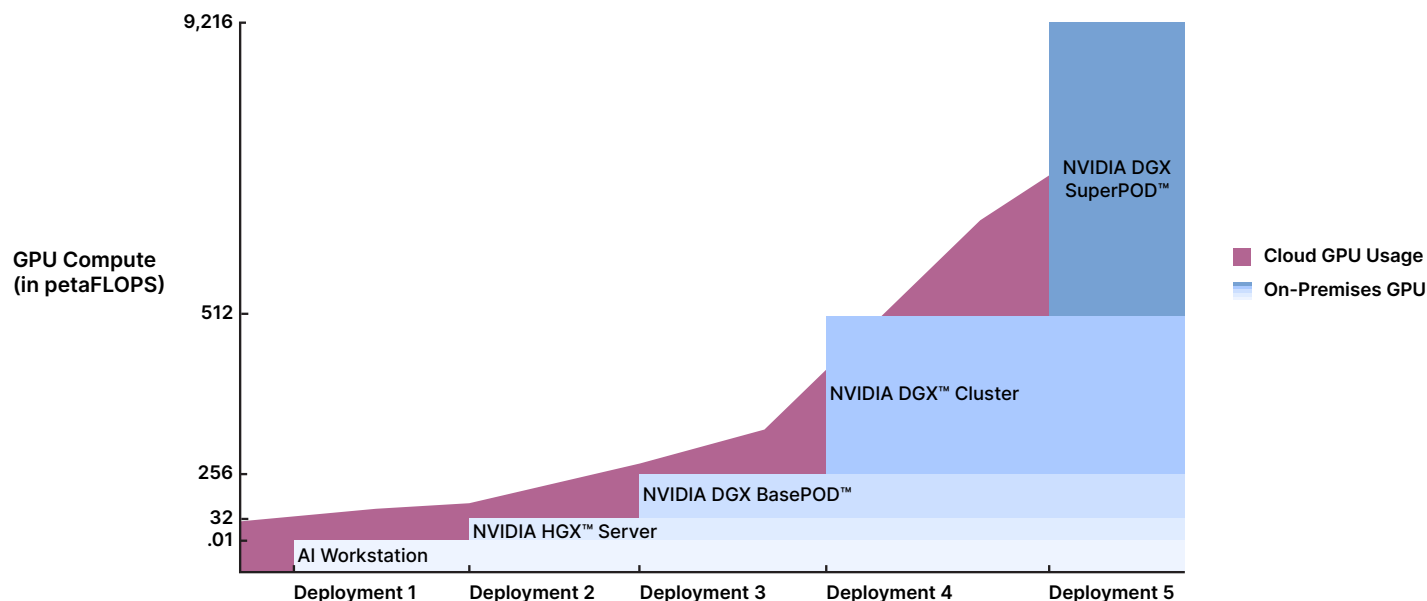 9,216
512
256
32
.01
GPU Compute
(in petaFLOPS)
NVIDIA DGX
SuperPOD™
NVIDIA DGX™ Cluster
NVIDIA DGX BasePOD™
NVIDIA HGX™ Server
AI Workstation
Deployment 1
Deployment 2
Deployment 3
Deployment 4
Deployment 5
Cloud GPU Usage
On-Premises GPU